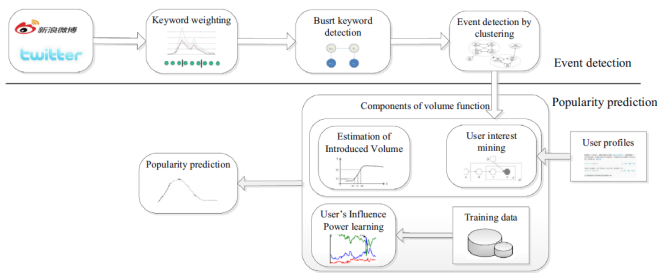 新浪微博
twitter
Keyword weighting
Busrt keyword
detection
Event detection by
clustering
Event detection
Popularity prediction
Components of volume function
Estimation of
Introduced Volume
User interest
mining
User profiles
Popularity prediction
User's Influence
Power learning
Training data